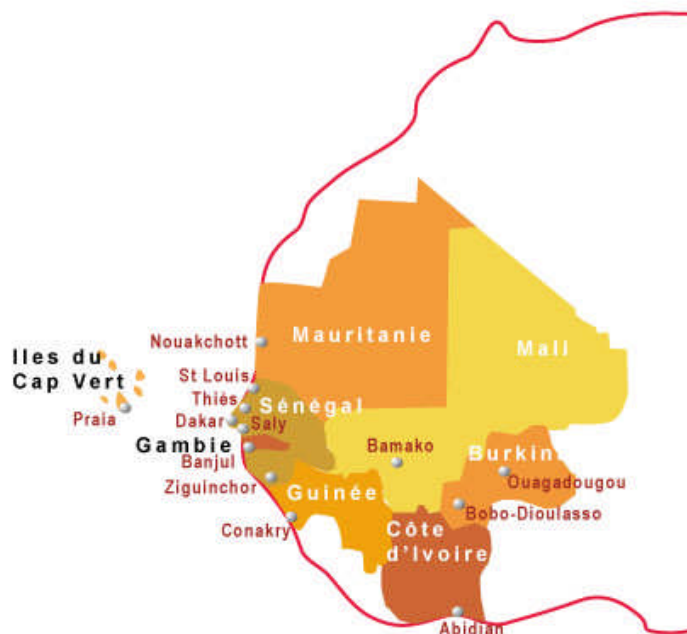 Mauritanie
Nouakchott
Mali
Iles du
Cap Vert
St Louis
Thiés
Sénégal
Praia
Dakar
Saly
Gambie
Bamako
Burkin
Banjul
Ouagadougou
Ziguinchor
Guinée
Bobo-Dioulasso
Conakry
Côte
d'Ivoire
Abidjan